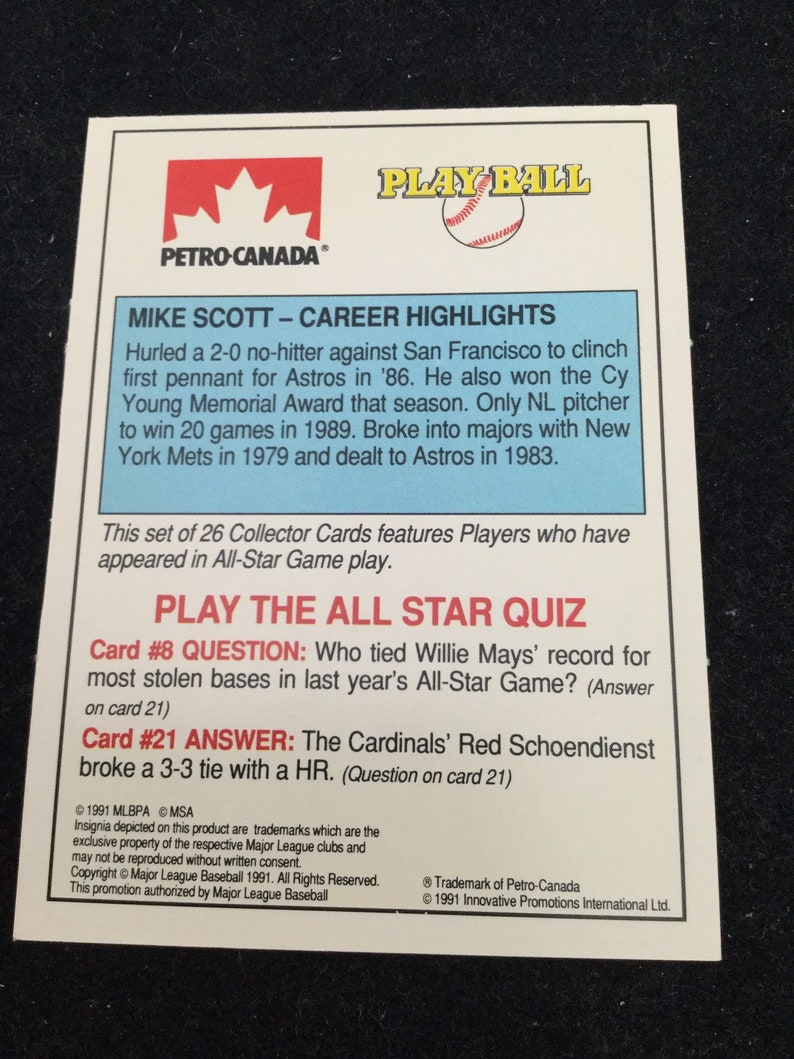 PETRO-CANADA®
PLAY BALL
MIKE SCOTT – CAREER HIGHLIGHTS
Hurled a 2-0 no-hitter against San Francisco to clinch
first pennant for Astros in '86. He also won the Cy
Young Memorial Award that season. Only NL pitcher
to win 20 games in 1989. Broke into majors with New
York Mets in 1979 and dealt to Astros in 1983.
This set of 26 Collector Cards features Players who have
appeared in All-Star Game play.
PLAY THE ALL STAR QUIZ
Card #8 QUESTION: Who tied Willie Mays' record for
most stolen bases in last year's All-Star Game? (Answer
on card 21)
Card #21 ANSWER: The Cardinals' Red Schoendienst
broke a 3-3 tie with a HR. (Question on card 21)
© 1991 MLBPA © MSA
Insignia depicted on this product are trademarks which are the
exclusive property of the respective Major League clubs and
may not be reproduced without written consent.
Copyright © Major League Baseball 1991. All Rights Reserved.
This promotion authorized by Major League Baseball
® Trademark of Petro-Canada
© 1991 Innovative Promotions International Ltd.